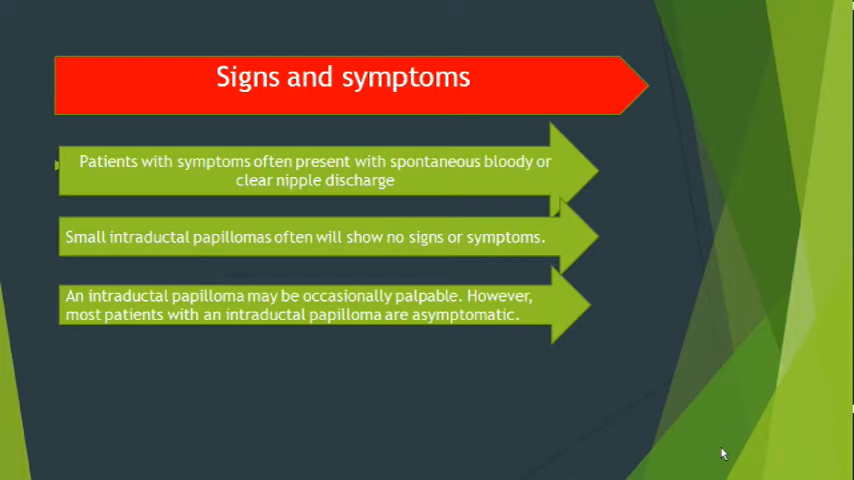 Signs and symptoms
Patients with symptoms often present with spontaneous bloody or
clear nipple discharge
Small intraductal papillomas often will show no signs or symptoms.
An intraductal papilloma may be occasionally palpable. However,
most patients with an intraductal papilloma are asymptomatic.